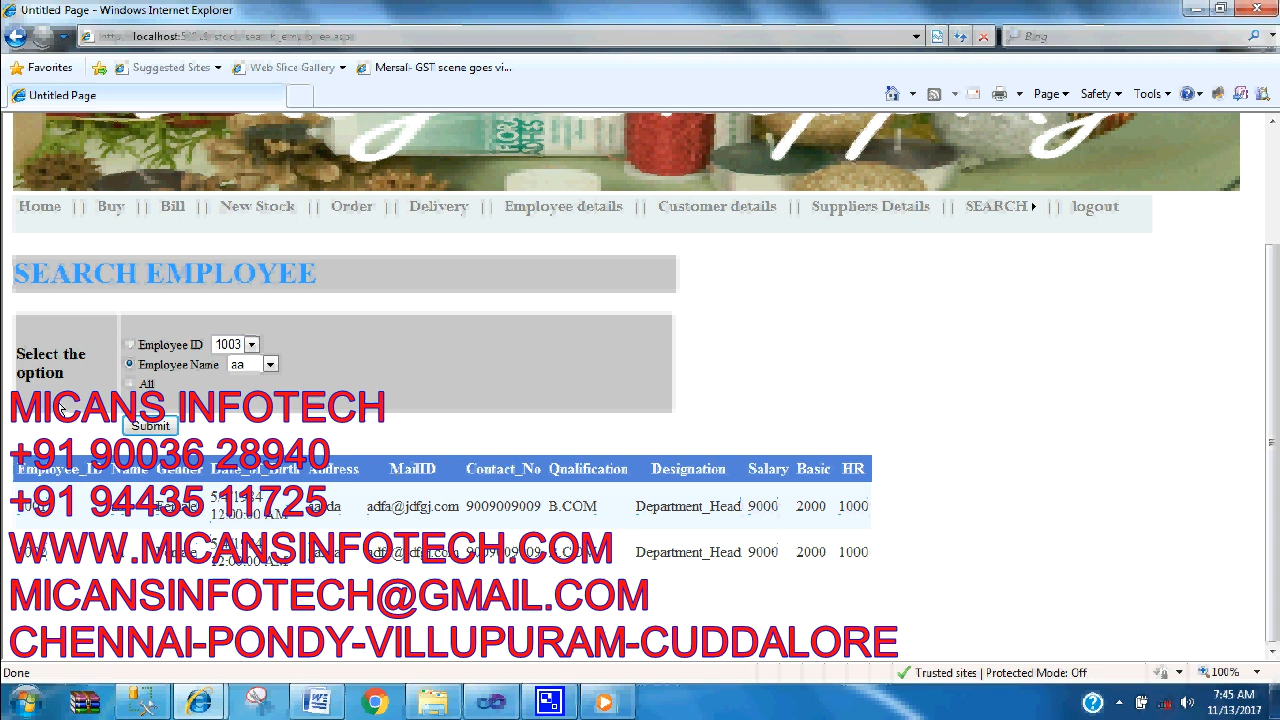 Untitled Page - Windows Internet Explorer
Bing
Favorites Suggested Sites Web Slice Gallery Mersal- GST scene goes vi...
Untitled Page
Page Safety Tools
Home || Buy || Bill || New Stock || Order || Delivery || Employee details || Customer details || Suppliers Details || SEARCH || logout
SEARCH EMPLOYEE
Select the
option
Employee ID 1003
Employee Name aa
All
Submit
MICANS INFOTECH
+91 90036 28940
+91 94435 11725
WWW.MICANSINFOTECH.COM
MICANSINFOTECH@GMAIL.COM
CHENNAI-PONDY-VILLUPURAM-CUDDALORE
Employee_ID Name Gender Date_of_Birth Address MailID Contact_No Qualification Designation Salary Basic HR
Female 12:00:00 AM adfa@jdfgj.com 9009009009 B.COM Department_Head 9000 2000 1000
12:00:00 AM 9009009009 B.COM Department_Head 9000 2000 1000
Done
Trusted sites | Protected Mode: Off
100%
7:45 AM
11/13/2017